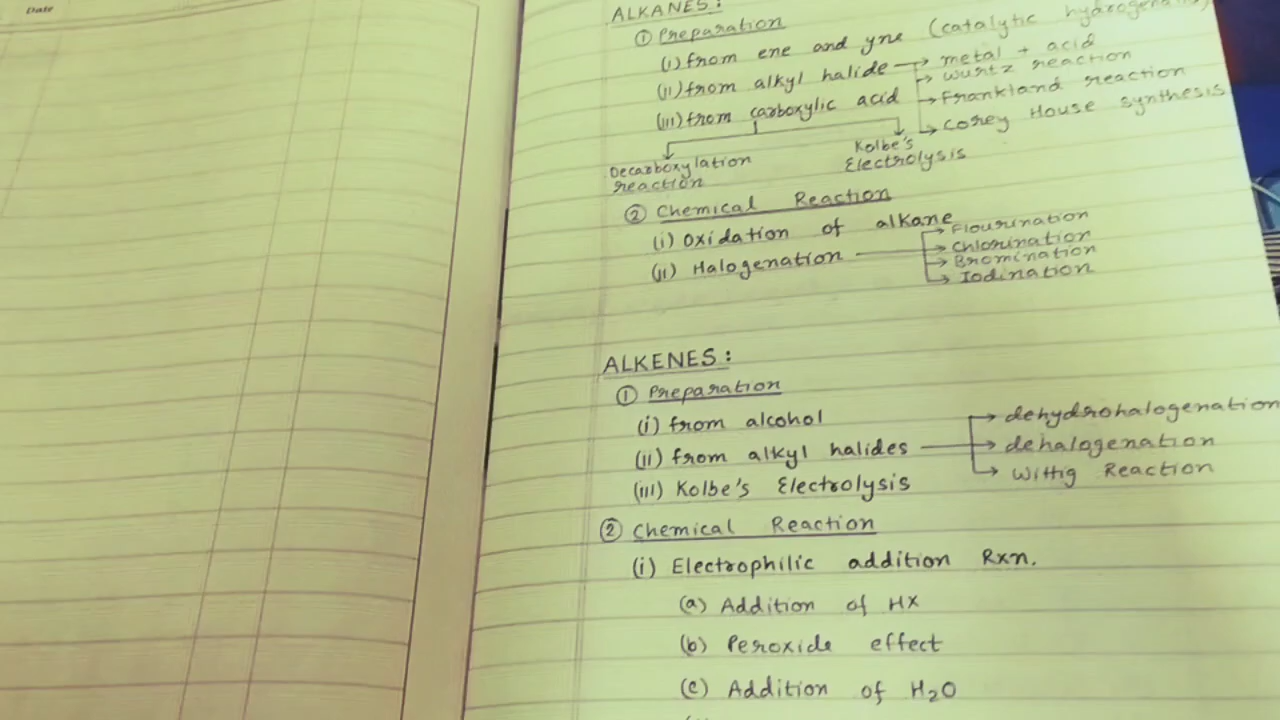 Date
ALKANES:
① Preparation
(i) from ene and yne (catalytic
(ii) from alkyl halide → metal + acid
→ wurtz reaction
(iii) from carboxylic acid → Frankland reaction
→ Corey House synthesis
Decarboxylation reaction
Kolbe's Electrolysis
② Chemical Reaction
(i) Oxidation of alkane
(ii) Halogenation → Flourination
→ Chlorination
→ Bromination
→ Iodination
ALKENES:
① Preparation
(i) from alcohol
(ii) from alkyl halides → dehydrohalogenation
→ dehalogenation
→ Wittig Reaction
(iii) Kolbe's Electrolysis
② Chemical Reaction
(i) Electrophilic addition Rxn.
(a) Addition of HX
(b) Peroxide effect
(c) Addition of H₂O